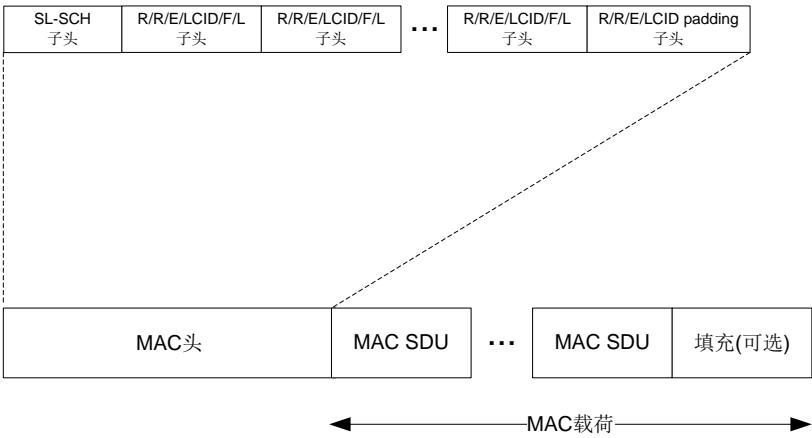 SL-SCH
子头
R/R/E/LCID/F/L
子头
R/R/E/LCID/F/L
子头
...
R/R/E/LCID/F/L
子头
R/R/E/LCID padding
子头
MAC头
MAC SDU
...
MAC SDU
填充(可选)
MAC载荷